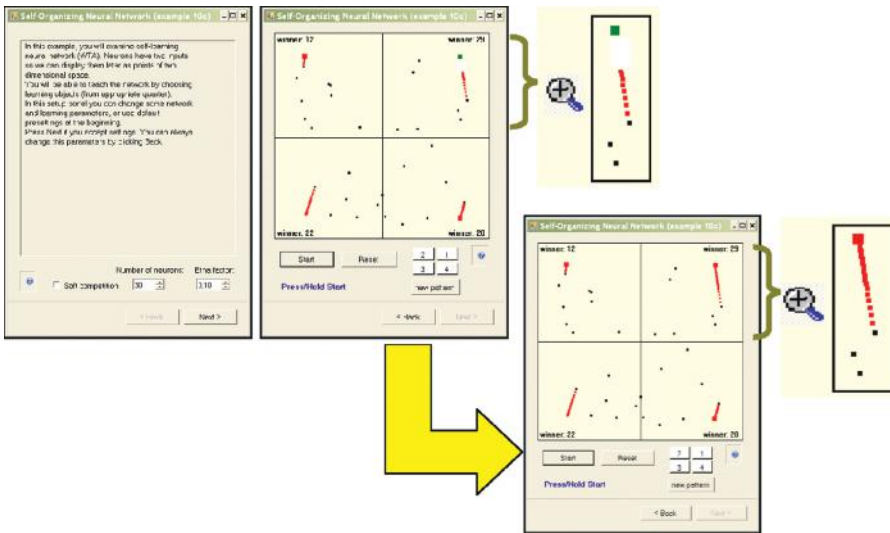 Self-Organizing Neural Network (example 10c)
In this example, you will examine self-learning
neural network (WTA). Neurons have two inputs
so we can display them later as points of two
dimensional space.
You will be able to teach the network by choosing
learning objects (from appropriate quarter).
In this setup panel you can change some network
and learning parameters, or use default
presettings at the beginning.
Press Next if you accept settings. You can always
change this parameters by clicking Back.
Number of neurons: Etna factor:
Soft competition 30 0,10
< Back Next >
Self-Organizing Neural Network (example 10c)
winner: 12 winner: 29
winner: 22 winner: 20
Start Reset 2 1
3 4
Press/Hold Start new pattern
< Back Next >
Self-Organizing Neural Network (example 10c)
winner: 12 winner: 29
winner: 22 winner: 20
Start Reset 2 1
3 4
Press/Hold Start new pattern
< Back Next >